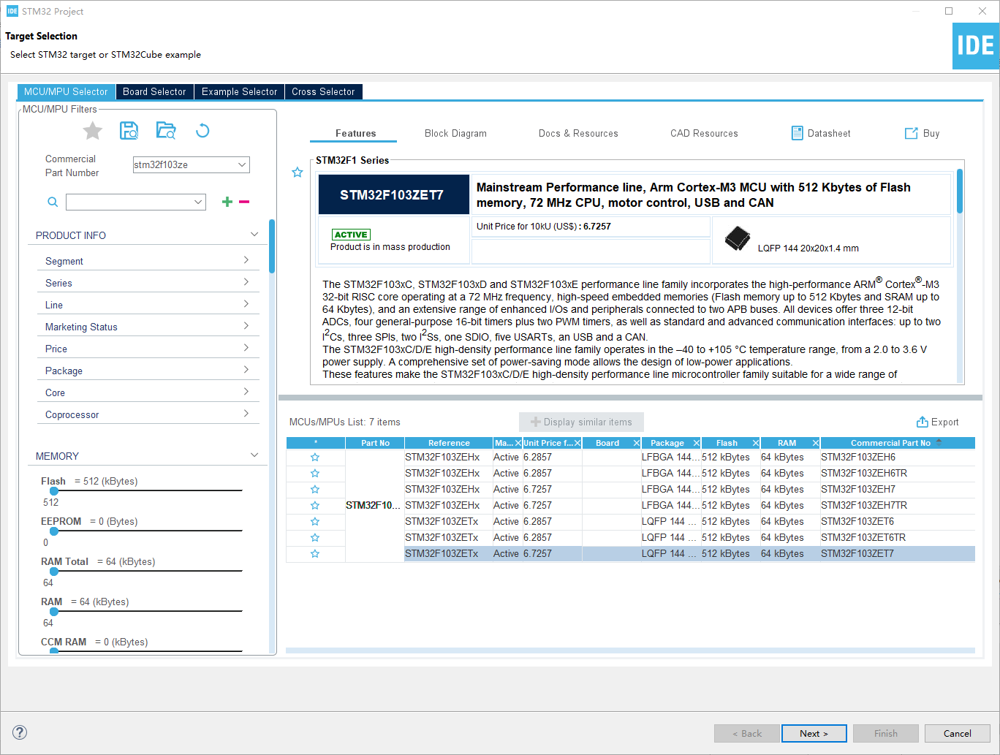 IDE STM32 Project
Target Selection
Select STM32 target or STM32Cube example
IDE
MCU/MPU Selector Board Selector Example Selector Cross Selector
MCU/MPU Filters
Commercial
Part Number
stm32f103ze
PRODUCT INFO
Segment
Series
Line
Marketing Status
Price
Package
Core
Coprocessor
MEMORY
Flash = 512 (kBytes)
512
EEPROM = 0 (Bytes)
0
RAM Total = 64 (kBytes)
64
RAM = 64 (kBytes)
64
CCM RAM = 0 (kBytes)
Features Block Diagram Docs & Resources CAD Resources Datasheet Buy
STM32F1 Series
STM32F103ZET7
Mainstream Performance line, Arm Cortex-M3 MCU with 512 Kbytes of Flash
memory, 72 MHz CPU, motor control, USB and CAN
ACTIVE
Product is in mass production
Unit Price for 10kU (US$) : 6.7257
LQFP 144 20x20x1.4 mm
The STM32F103xC, STM32F103xD and STM32F103xE performance line family incorporates the high-performance ARM® Cortex®-M3
32-bit RISC core operating at a 72 MHz frequency, high-speed embedded memories (Flash memory up to 512 Kbytes and SRAM up to
64 Kbytes), and an extensive range of enhanced I/Os and peripherals connected to two APB buses. All devices offer three 12-bit
ADCs, four general-purpose 16-bit timers plus two PWM timers, as well as standard and advanced communication interfaces: up to two
I²Cs, three SPIs, two I²Ss, one SDIO, five USARTs, an USB and a CAN.
The STM32F103xC/D/E high-density performance line family operates in the –40 to +105 °C temperature range, from a 2.0 to 3.6 V
power supply. A comprehensive set of power-saving mode allows the design of low-power applications.
These features make the STM32F103xC/D/E high-density performance line microcontroller family suitable for a wide range of
MCUs/MPUs List: 7 items Display similar items Export
* Part No Reference Ma... Unit Price f... Board Package Flash RAM Commercial Part No
STM32F103ZEHx Active 6.2857 LFBGA 144... 512 kBytes 64 kBytes STM32F103ZEH6
STM32F103ZEHx Active 6.2857 LFBGA 144... 512 kBytes 64 kBytes STM32F103ZEH6TR
STM32F103ZEHx Active 6.7257 LFBGA 144... 512 kBytes 64 kBytes STM32F103ZEH7
STM32F10... STM32F103ZEHx Active 6.7257 LFBGA 144... 512 kBytes 64 kBytes STM32F103ZEH7TR
STM32F103ZETx Active 6.2857 LQFP 144 ... 512 kBytes 64 kBytes STM32F103ZET6
STM32F103ZETx Active 6.2857 LQFP 144 ... 512 kBytes 64 kBytes STM32F103ZET6TR
STM32F103ZETx Active 6.7257 LQFP 144 ... 512 kBytes 64 kBytes STM32F103ZET7
? < Back Next > Finish Cancel